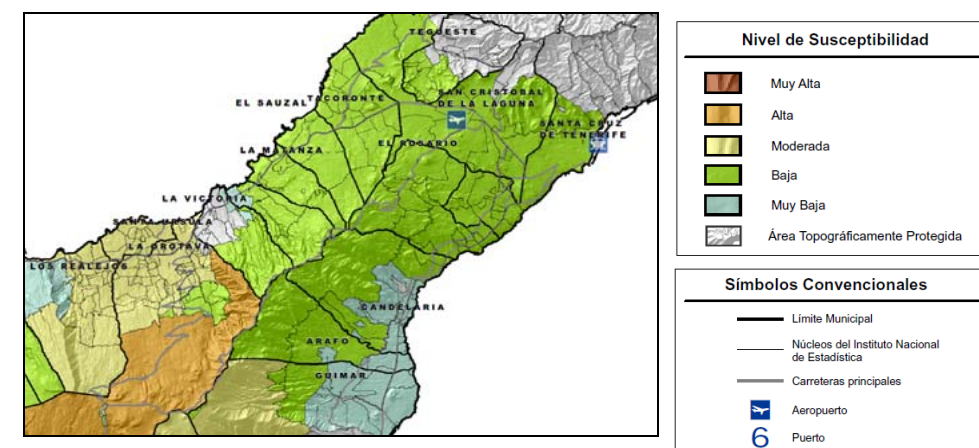 TEGUESTE
SAN CRISTOBAL
DE LA LAGUNA
EL SAUZAL
TACORONTE
SANTA CRUZ
DE TENERIFE
EL ROSARIO
LA MATANZA
LA VICTORIA
SANTA URSULA
LA OROTAVA
LOS REALEJOS
CANDELARIA
ARAFO
GUIMAR
Nivel de Susceptibilidad
Muy Alta
Alta
Moderada
Baja
Muy Baja
Área Topográficamente Protegida
Símbolos Convencionales
Límite Municipal
Núcleos del Instituto Nacional
de Estadística
Carreteras principales
Aeropuerto
6 Puerto